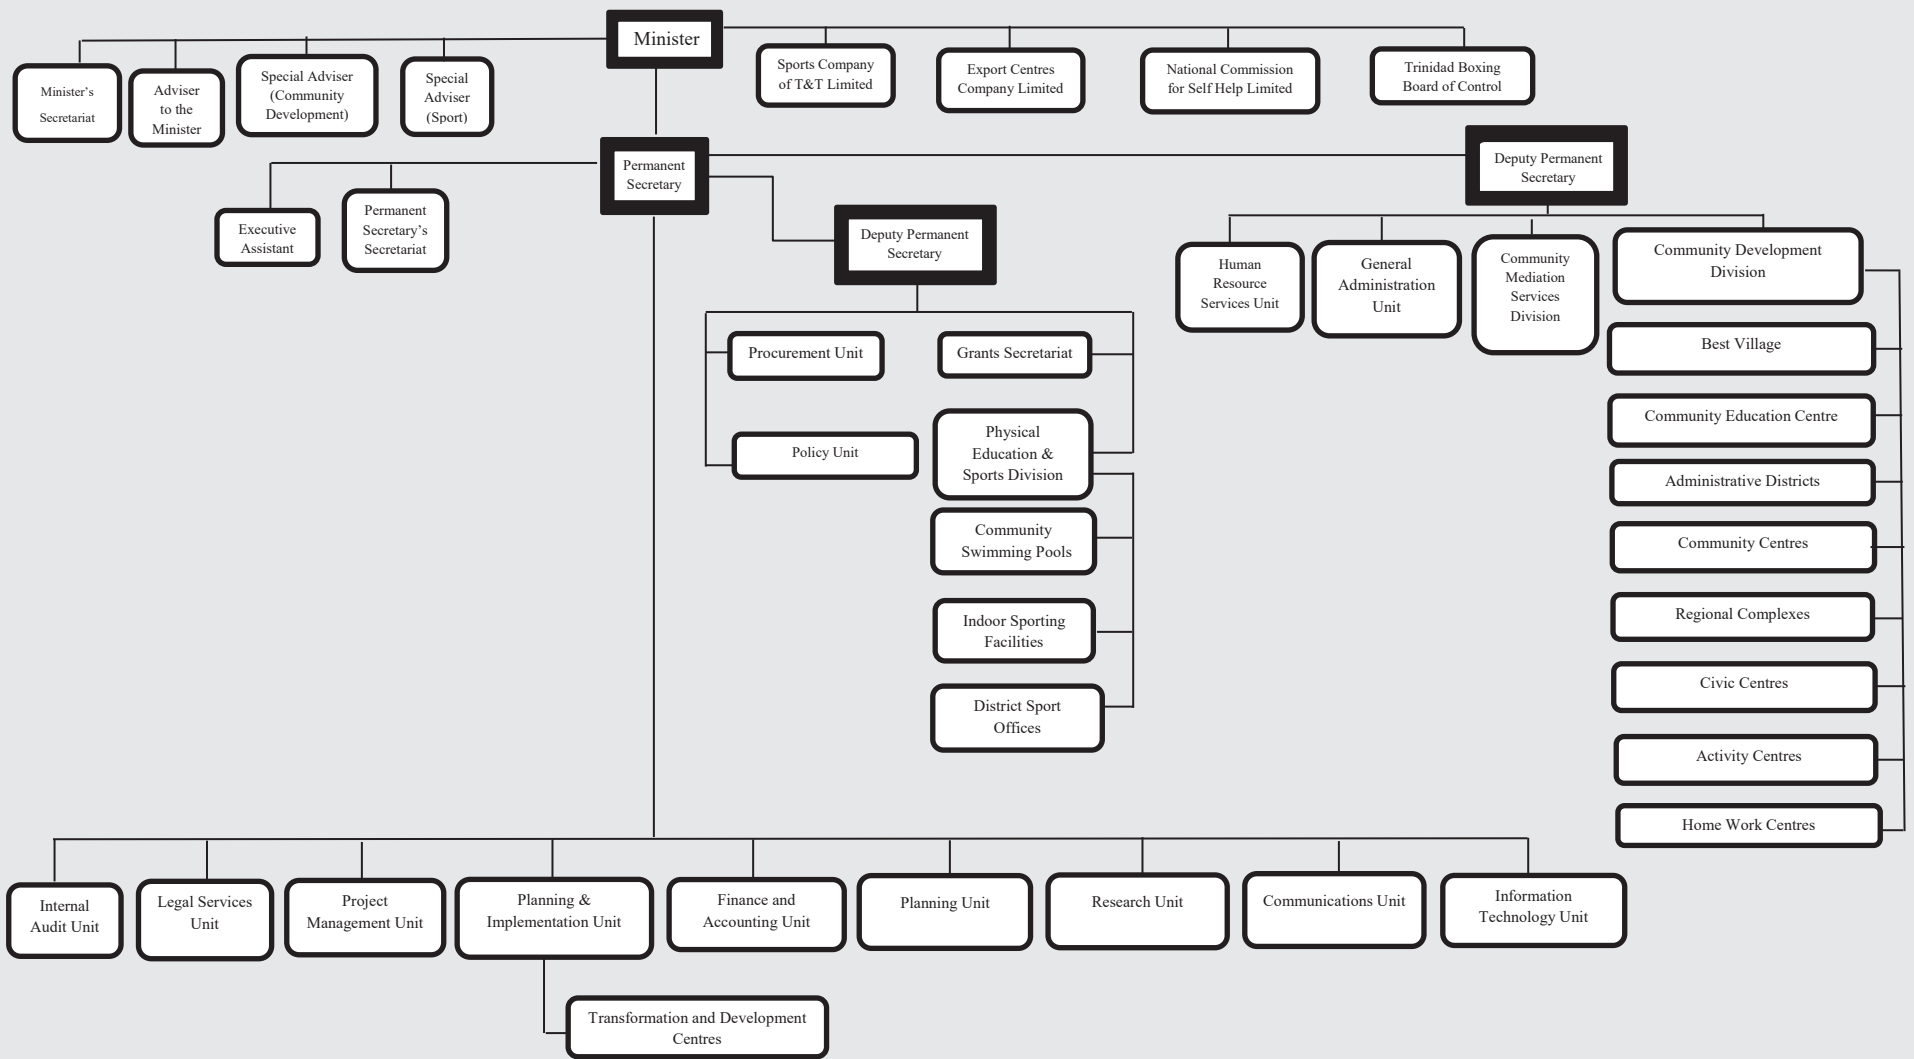 Minister
Minister's
Secretariat
Adviser
to the
Minister
Special Adviser
(Community
Development)
Special
Adviser
(Sport)
Sports Company
of T&T Limited
Export Centres
Company Limited
National Commission
for Self Help Limited
Trinidad Boxing
Board of Control
Permanent
Secretary
Deputy Permanent
Secretary
Executive
Assistant
Permanent
Secretary's
Secretariat
Deputy Permanent
Secretary
Human
Resource
Services Unit
General
Administration
Unit
Community
Mediation
Services
Division
Community Development
Division
Best Village
Community Education Centre
Administrative Districts
Community Centres
Regional Complexes
Civic Centres
Activity Centres
Home Work Centres
Procurement Unit
Grants Secretariat
Policy Unit
Physical
Education &
Sports Division
Community
Swimming Pools
Indoor Sporting
Facilities
District Sport
Offices
Internal
Audit Unit
Legal Services
Unit
Project
Management Unit
Planning &
Implementation Unit
Finance and
Accounting Unit
Planning Unit
Research Unit
Communications Unit
Information
Technology Unit
Transformation and Development
Centres